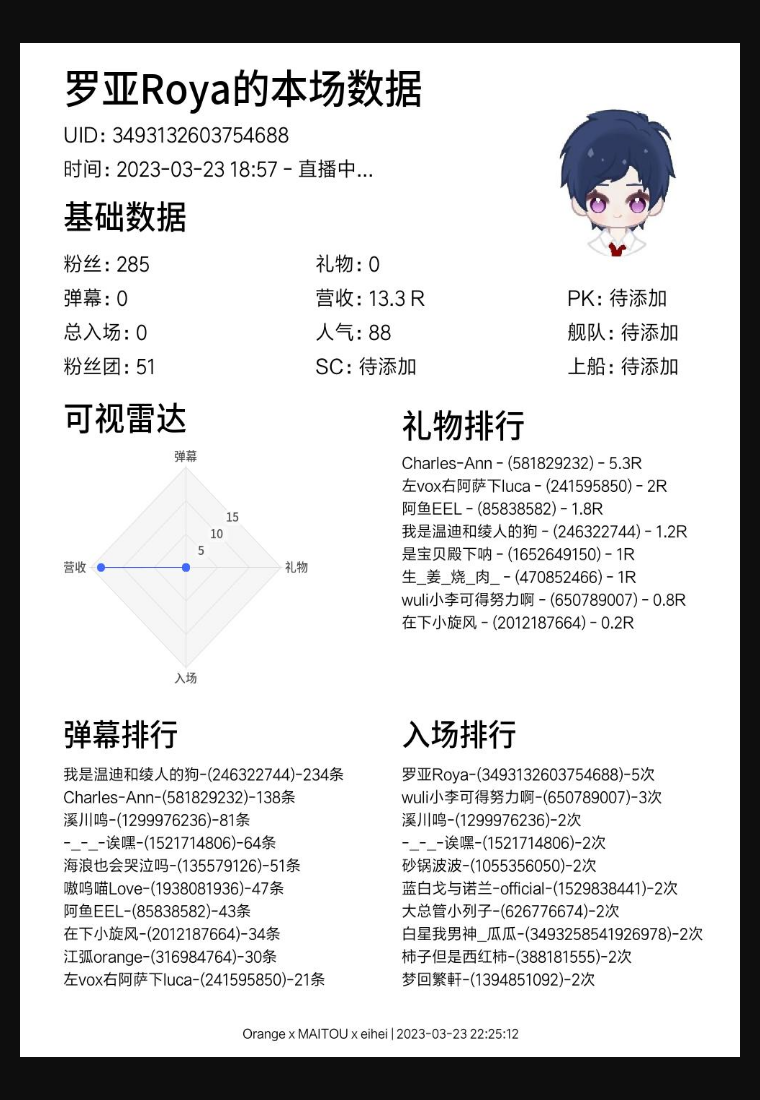 罗亚Roya的本场数据
UID: 3493132603754688
时间: 2023-03-23 18:57 - 直播中...
基础数据
粉丝: 285
礼物: 0
弹幕: 0
营收: 13.3 R
PK: 待添加
总入场: 0
人气: 88
舰队: 待添加
粉丝团: 51
SC: 待添加
上船: 待添加
可视雷达
弹幕
15
10
5
营收
礼物
入场
礼物排行
Charles-Ann - (581829232) - 5.3R
左vox右阿萨下luca - (241595850) - 2R
阿鱼EEL - (85838582) - 1.8R
我是温迪和绫人的狗 - (246322744) - 1.2R
是宝贝殿下呐 - (1652649150) - 1R
生_姜_烧_肉_ - (470852466) - 1R
wuli小李可得努力啊 - (650789007) - 0.8R
在下小旋风 - (2012187664) - 0.2R
弹幕排行
我是温迪和绫人的狗-(246322744)-234条
Charles-Ann-(581829232)-138条
溪川鸣-(1299976236)-81条
-_-_-诶嘿-(1521714806)-64条
海浪也会哭泣吗-(135579126)-51条
嗷呜喵Love-(1938081936)-47条
阿鱼EEL-(85838582)-43条
在下小旋风-(2012187664)-34条
江弧orange-(316984764)-30条
左vox右阿萨下luca-(241595850)-21条
入场排行
罗亚Roya-(3493132603754688)-5次
wuli小李可得努力啊-(650789007)-3次
溪川鸣-(1299976236)-2次
-_-_-诶嘿-(1521714806)-2次
砂锅波波-(1055356050)-2次
蓝白戈与诺兰-official-(1529838441)-2次
大总管小列子-(626776674)-2次
白星我男神_瓜瓜-(3493258541926978)-2次
柿子但是西红柿-(388181555)-2次
梦回繁軒-(1394851092)-2次
Orange x MAITOU x eihei | 2023-03-23 22:25:12